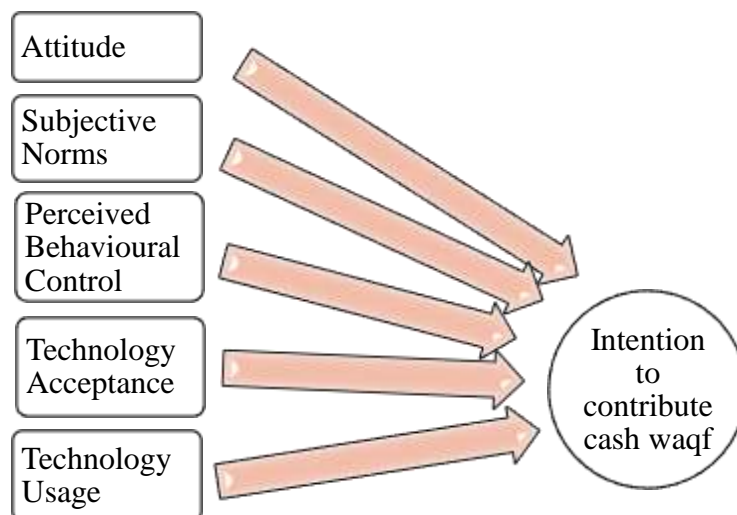 Attitude
Subjective
Norms
Perceived
Behavioural
Control
Technology
Acceptance
Technology
Usage
Intention
to
contribute
cash waqf